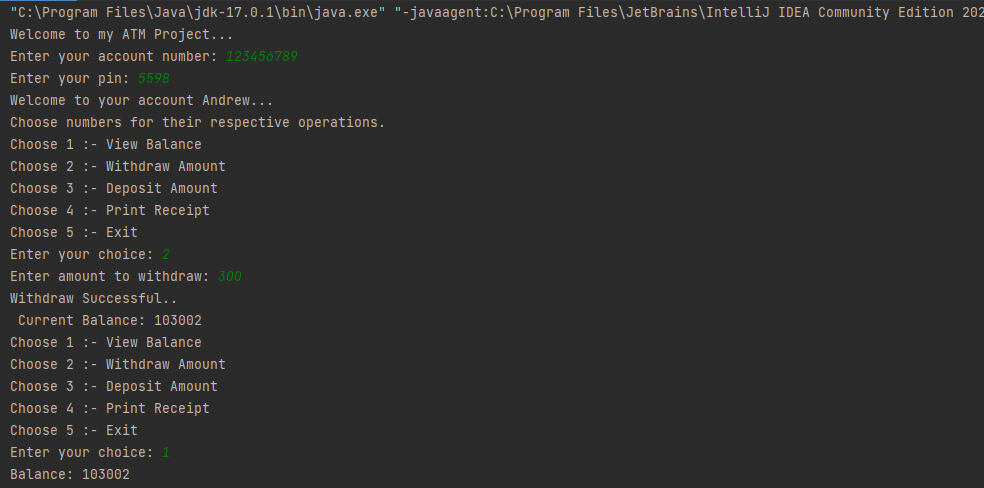 "C:\Program Files\Java\jdk-17.0.1\bin\java.exe" "-javaagent:C:\Program Files\JetBrains\IntelliJ IDEA Community Edition 202
Welcome to my ATM Project...
Enter your account number: 123456789
Enter your pin: 5598
Welcome to your account Andrew...
Choose numbers for their respective operations.
Choose 1 :- View Balance
Choose 2 :- Withdraw Amount
Choose 3 :- Deposit Amount
Choose 4 :- Print Receipt
Choose 5 :- Exit
Enter your choice: 2
Enter amount to withdraw: 300
Withdraw Successful..
 Current Balance: 103002
Choose 1 :- View Balance
Choose 2 :- Withdraw Amount
Choose 3 :- Deposit Amount
Choose 4 :- Print Receipt
Choose 5 :- Exit
Enter your choice: 1
Balance: 103002